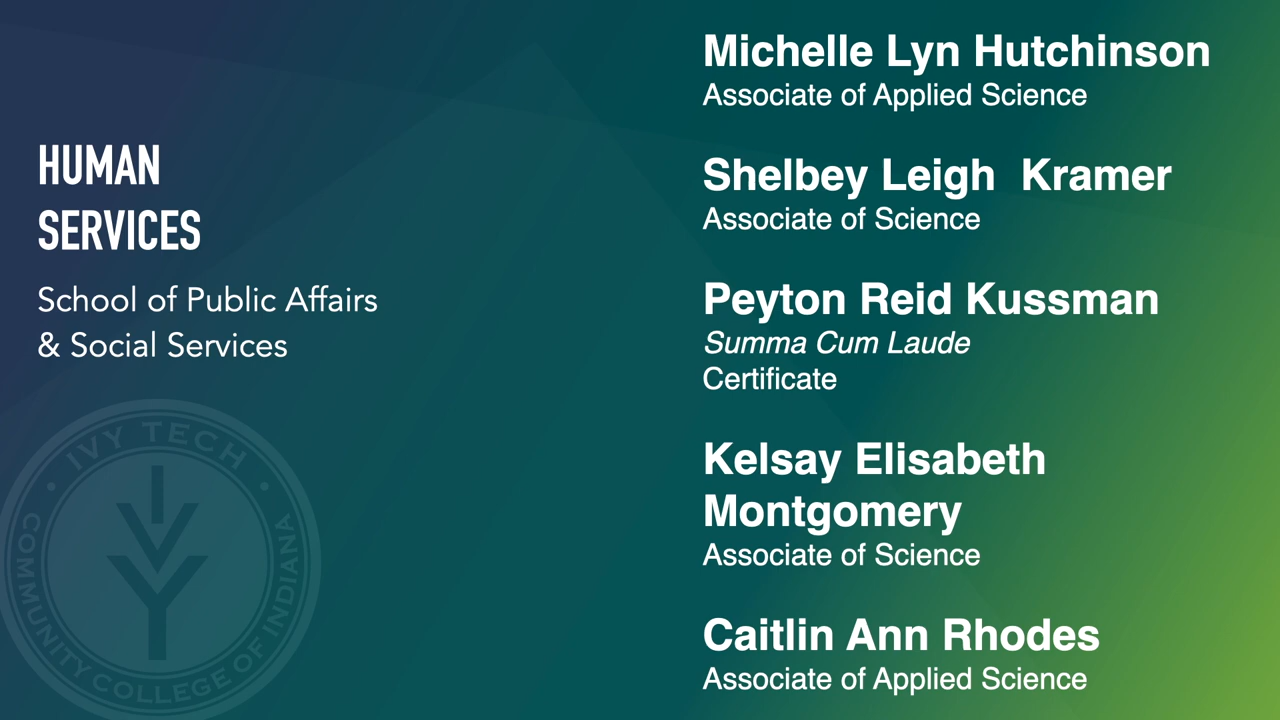 HUMAN
SERVICES
School of Public Affairs
& Social Services
IVY TECH
COMMUNITY COLLEGE OF INDIANA
Michelle Lyn Hutchinson
Associate of Applied Science
Shelbey Leigh  Kramer
Associate of Science
Peyton Reid Kussman
Summa Cum Laude
Certificate
Kelsay Elisabeth
Montgomery
Associate of Science
Caitlin Ann Rhodes
Associate of Applied Science